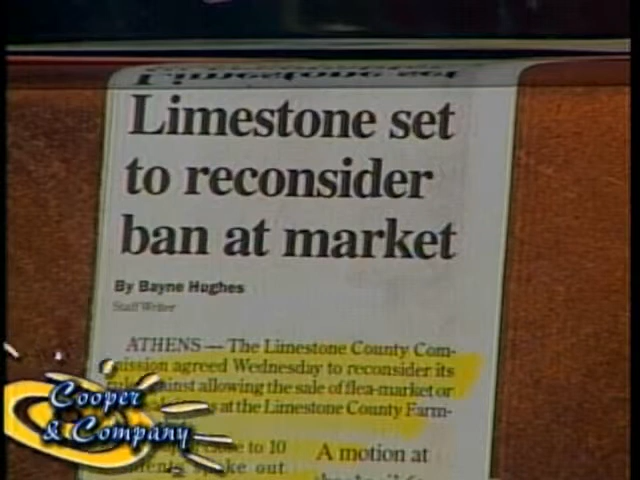 Limestone set
to reconsider
ban at market
By Bayne Hughes
Staff Writer
ATHENS — The Limestone County Com-
mission agreed Wednesday to reconsider its
against allowing the sale of flea-market or
at the Limestone County Farm-
to 10
spoke out
A motion at
Cooper
& Company